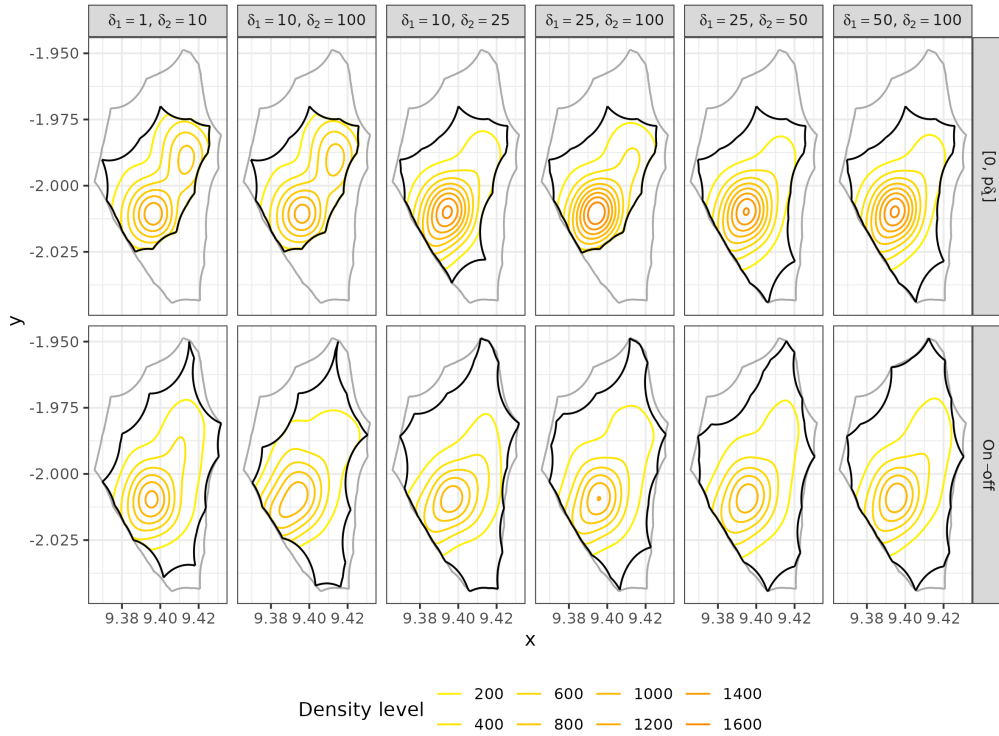 δ₁ = 1, δ₂ = 10
δ₁ = 10, δ₂ = 100
δ₁ = 10, δ₂ = 25
δ₁ = 25, δ₂ = 100
δ₁ = 25, δ₂ = 50
δ₁ = 50, δ₂ = 100
-1.950
-1.975
-2.000
-2.025
[0, pδ̂]
-1.950
-1.975
-2.000
-2.025
On−off
y
9.38 9.40 9.42
9.38 9.40 9.42
9.38 9.40 9.42
9.38 9.40 9.42
9.38 9.40 9.42
9.38 9.40 9.42
x
Density level
200 600 1000 1400
400 800 1200 1600